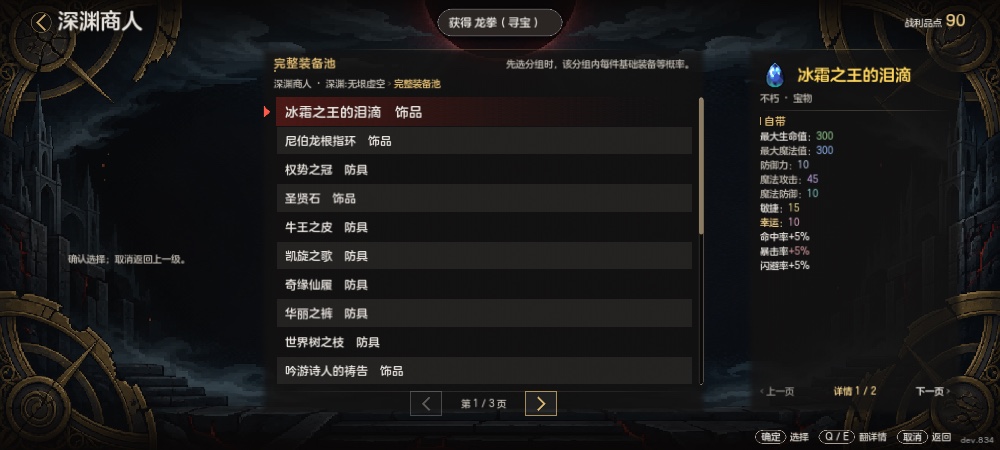 深渊商人
获得 龙拳（寻宝）
战利品点 90
完整装备池
先选分组时，该分组内每件基础装备等概率。
深渊商人 · 深渊:无垠虚空 · 完整装备池
冰霜之王的泪滴 饰品
尼伯龙根指环 饰品
权势之冠 防具
圣贤石 饰品
牛王之皮 防具
凯旋之歌 防具
奇缘仙履 防具
华丽之裤 防具
世界树之枝 防具
吟游诗人的祷告 饰品
第 1 / 3 页
确认选择；取消返回上一级。
冰霜之王的泪滴
不朽 · 宝物
自带
最大生命值：300
最大魔法值：300
防御力：10
魔法攻击：45
魔法防御：10
敏捷：15
幸运：10
命中率+5%
暴击率+5%
闪避率+5%
上一页 详情 1 / 2 下一页
确定 选择 Q / E 翻详情 取消 返回
dev.834